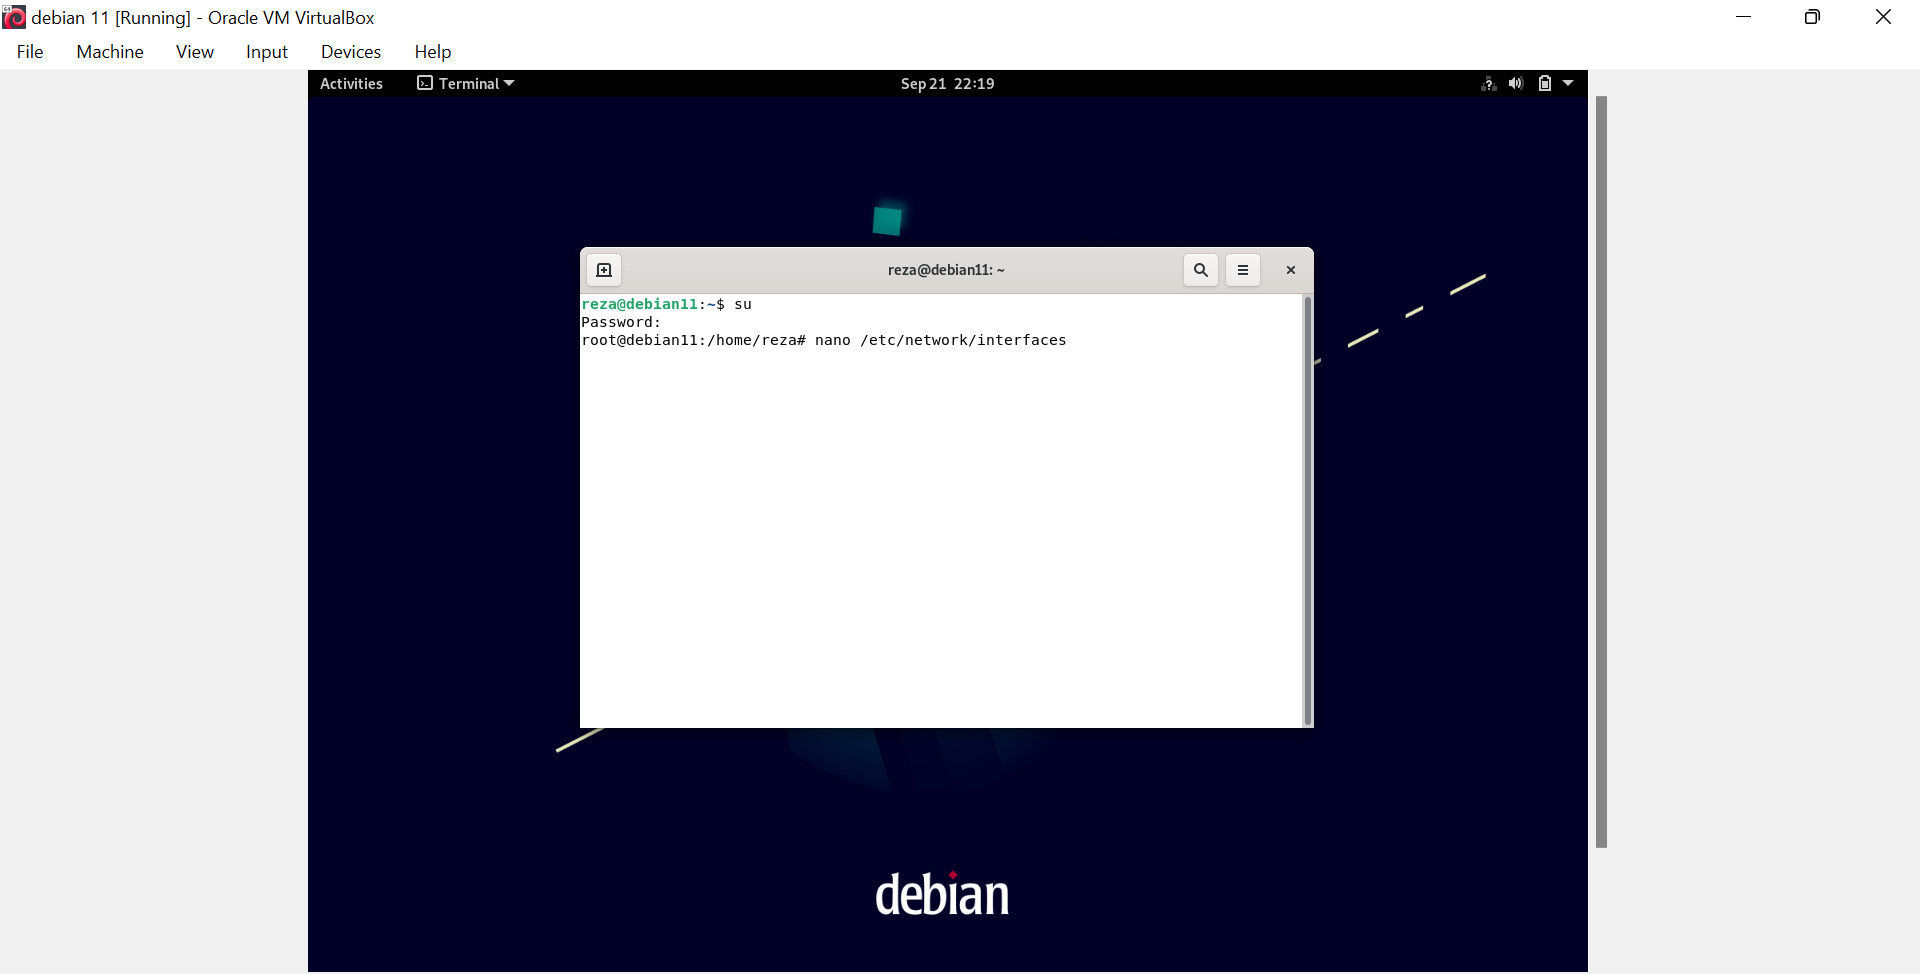 debian 11 [Running] - Oracle VM VirtualBox
File Machine View Input Devices Help
Activities Terminal Sep 21 22:19
reza@debian11: ~
reza@debian11:~$ su
Password:
root@debian11:/home/reza# nano /etc/network/interfaces
debian